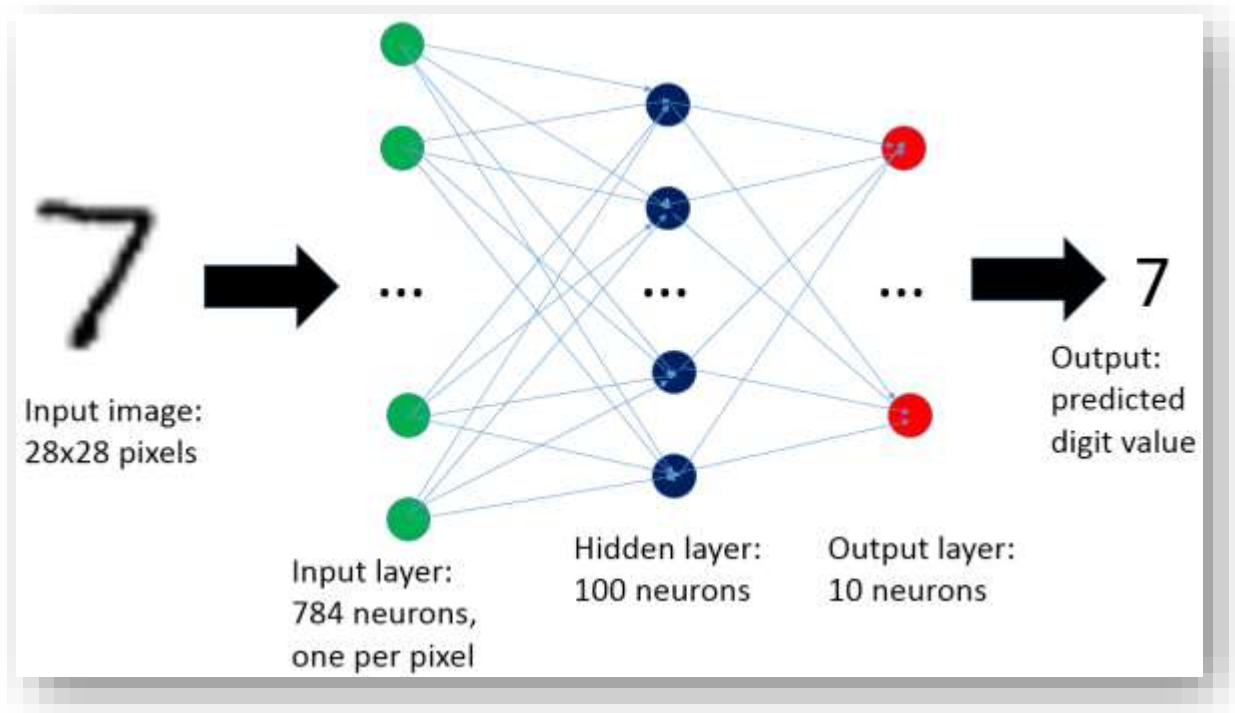 7
Input image:
28x28 pixels
...
Input layer:
784 neurons,
one per pixel
...
Hidden layer:
100 neurons
...
Output layer:
10 neurons
7
Output:
predicted
digit value